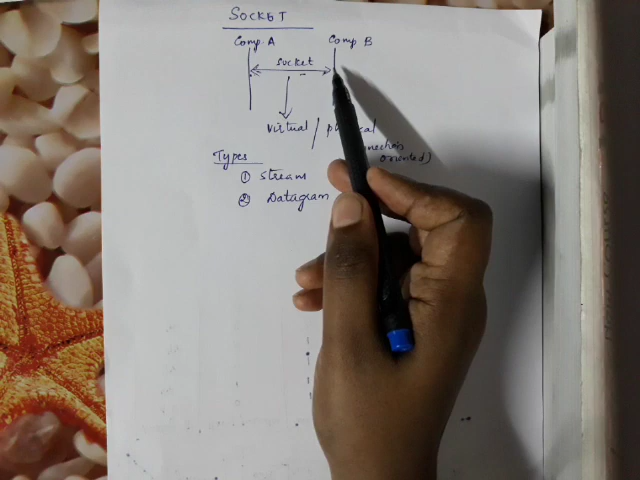 SOCKET
Comp. A Comp. B
socket
virtual /
Types
oriented)
① Stream
② Datagram